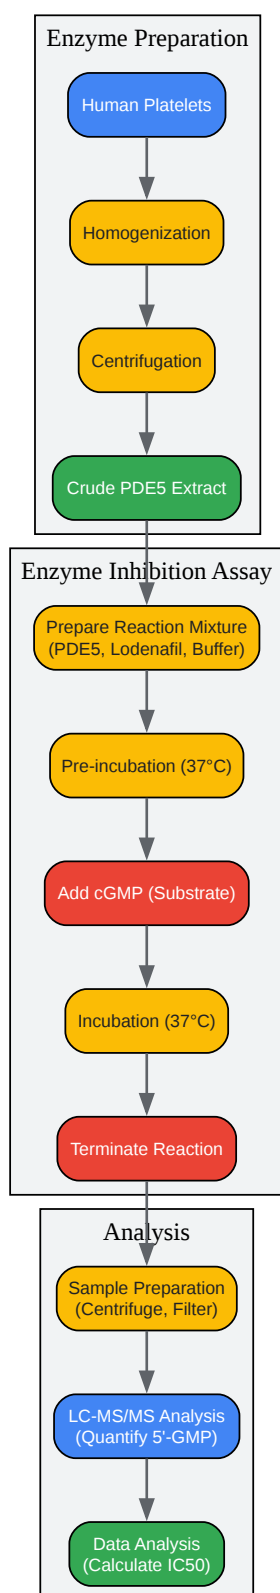 Enzyme Preparation
Human Platelets
Homogenization
Centrifugation
Crude PDE5 Extract
Enzyme Inhibition Assay
Prepare Reaction Mixture
(PDE5, Lodenafil, Buffer)
Pre-incubation (37°C)
Add cGMP (Substrate)
Incubation (37°C)
Terminate Reaction
Analysis
Sample Preparation
(Centrifuge, Filter)
LC-MS/MS Analysis
(Quantify 5'-GMP)
Data Analysis
(Calculate IC50)